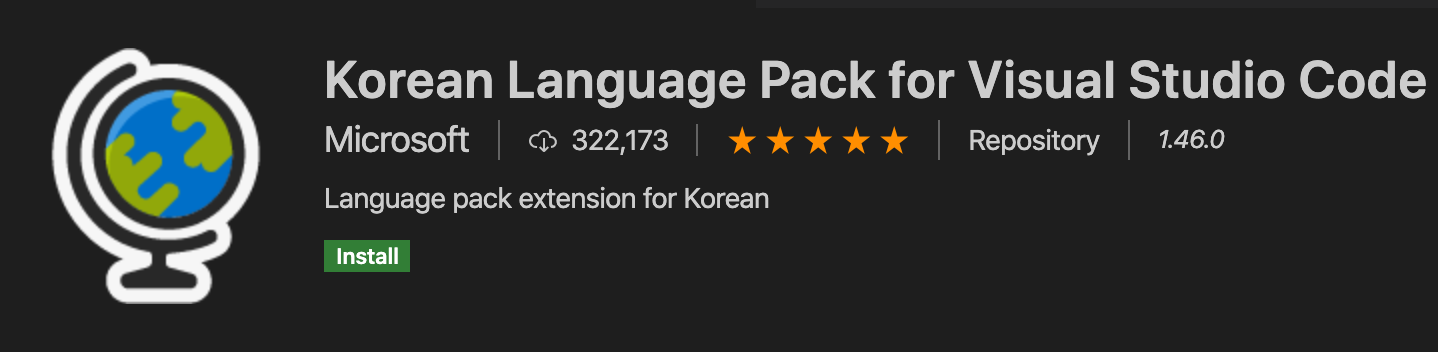 Korean Language Pack for Visual Studio Code
Microsoft 322,173 Repository 1.46.0
Language pack extension for Korean
Install